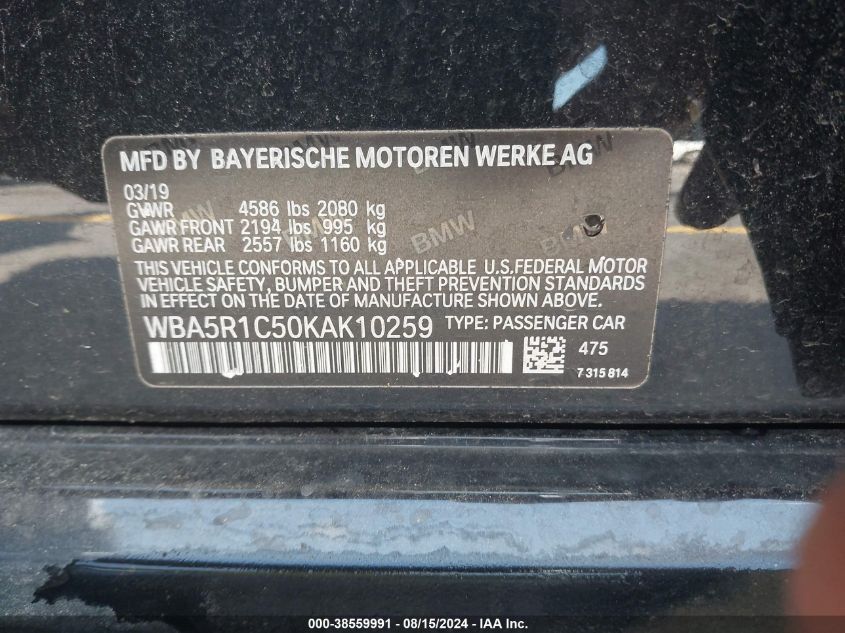 MFD BY BAYERISCHE MOTOREN WERKE AG
03/19
GVWR 4586 lbs 2080 kg
GAWR FRONT 2194 lbs 995 kg
GAWR REAR 2557 lbs 1160 kg
THIS VEHICLE CONFORMS TO ALL APPLICABLE U.S.FEDERAL MOTOR
VEHICLE SAFETY, BUMPER AND THEFT PREVENTION STANDARDS
IN EFFECT ON THE DATE OF MANUFACTURE SHOWN ABOVE.
WBA5R1C50KAK10259 TYPE: PASSENGER CAR
475
7 315 814
BMW
000-38559991 - 08/15/2024 - IAA Inc.